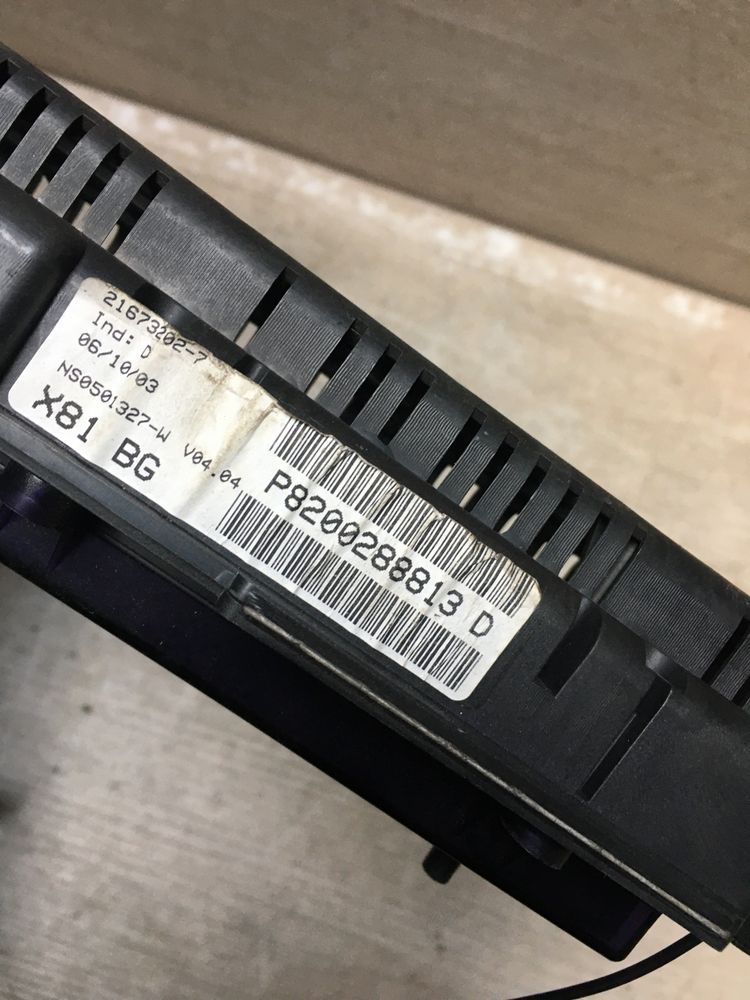 21673202-7
Ind: D
06/10/03
NS0501327-W V04.04
X81 BG
P8200288813 D